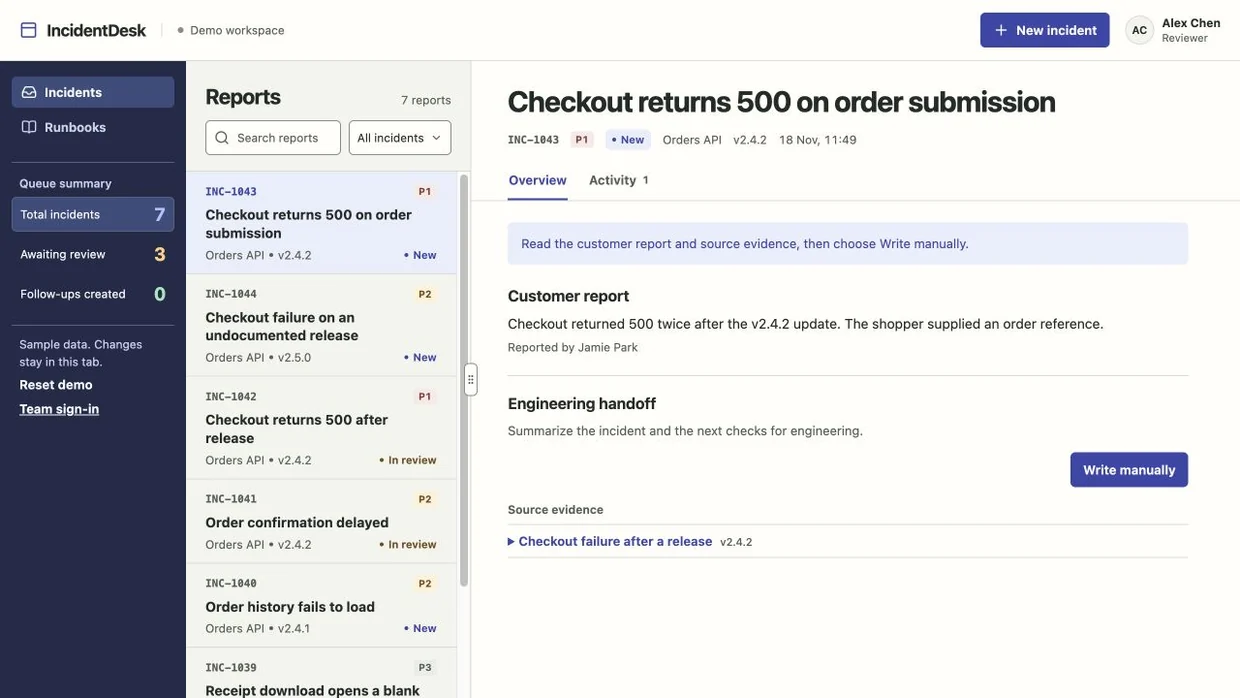 IncidentDesk
Demo workspace
New incident
AC
Alex Chen
Reviewer
Incidents
Runbooks
Queue summary
Total incidents 7
Awaiting review 3
Follow-ups created 0
Sample data. Changes
stay in this tab.
Reset demo
Team sign-in
Reports
7 reports
Search reports
All incidents
INC-1043 P1
Checkout returns 500 on order
submission
Orders API • v2.4.2 • New
INC-1044 P2
Checkout failure on an
undocumented release
Orders API • v2.5.0 • New
INC-1042 P1
Checkout returns 500 after
release
Orders API • v2.4.2 • In review
INC-1041 P2
Order confirmation delayed
Orders API • v2.4.2 • In review
INC-1040 P2
Order history fails to load
Orders API • v2.4.1 • New
INC-1039 P3
Receipt download opens a blank
Checkout returns 500 on order submission
INC-1043 P1 • New Orders API v2.4.2 18 Nov, 11:49
Overview Activity 1
Read the customer report and source evidence, then choose Write manually.
Customer report
Checkout returned 500 twice after the v2.4.2 update. The shopper supplied an order reference.
Reported by Jamie Park
Engineering handoff
Summarize the incident and the next checks for engineering.
Write manually
Source evidence
Checkout failure after a release v2.4.2